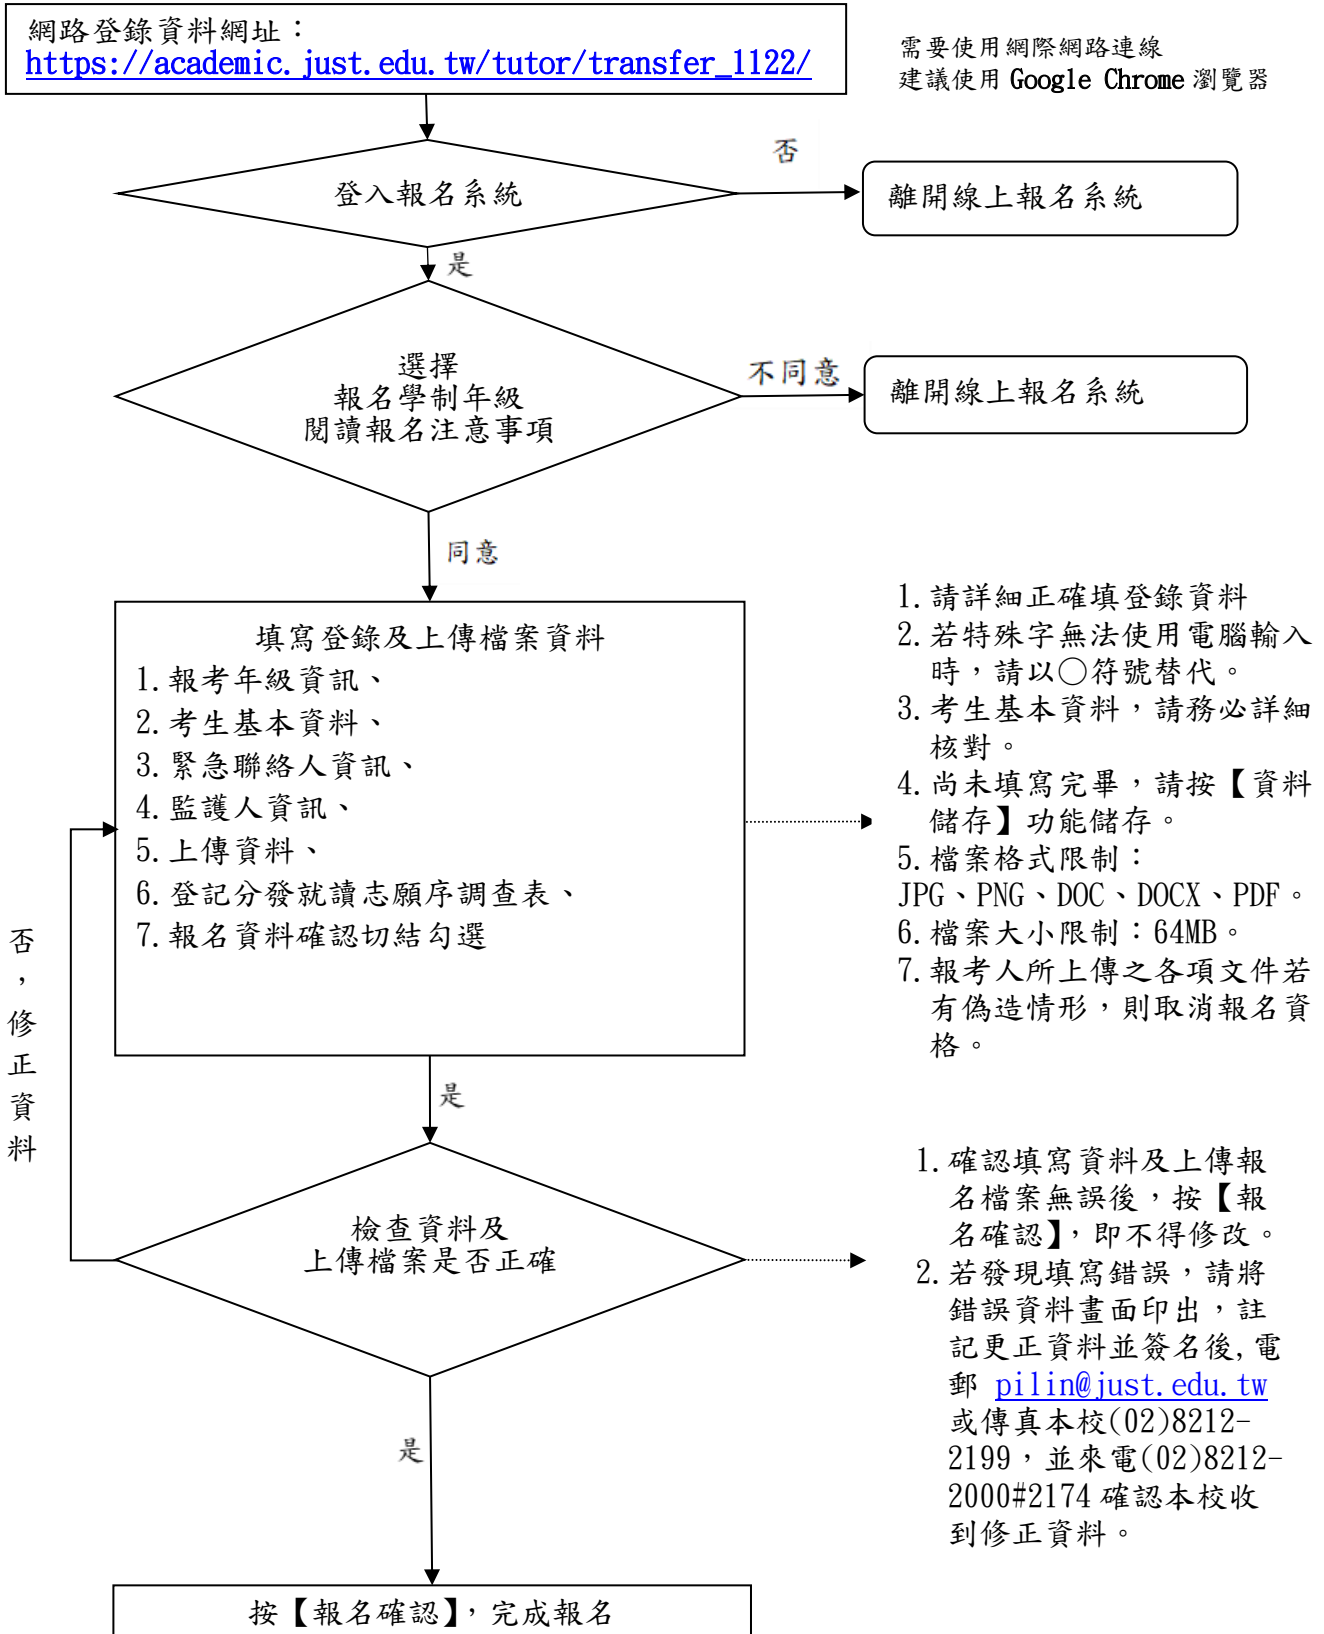 網路登錄資料網址：
https://academic.just.edu.tw/tutor/transfer_1122/
需要使用網際網路連線
建議使用 Google Chrome 瀏覽器
登入報名系統
否
離開線上報名系統
是
選擇
報名學制年級
閱讀報名注意事項
不同意
離開線上報名系統
同意
填寫登錄及上傳檔案資料
1.報考年級資訊、
2.考生基本資料、
3.緊急聯絡人資訊、
4.監護人資訊、
5.上傳資料、
6.登記分發就讀志願序調查表、
7.報名資料確認切結勾選
1.請詳細正確填登錄資料
2.若特殊字無法使用電腦輸入
時，請以○符號替代。
3.考生基本資料，請務必詳細
核對。
4.尚未填寫完畢，請按【資料
儲存】功能儲存。
5.檔案格式限制：
JPG、PNG、DOC、DOCX、PDF。
6.檔案大小限制：64MB。
7.報考人所上傳之各項文件若
有偽造情形，則取消報名資
格。
否
，
修
正
資
料
是
檢查資料及
上傳檔案是否正確
1.確認填寫資料及上傳報
名檔案無誤後，按【報
名確認】，即不得修改。
2.若發現填寫錯誤，請將
錯誤資料畫面印出，註
記更正資料並簽名後,電
郵 pilin@just.edu.tw
或傳真本校(02)8212-
2199，並來電(02)8212-
2000#2174 確認本校收
到修正資料。
是
按【報名確認】，完成報名